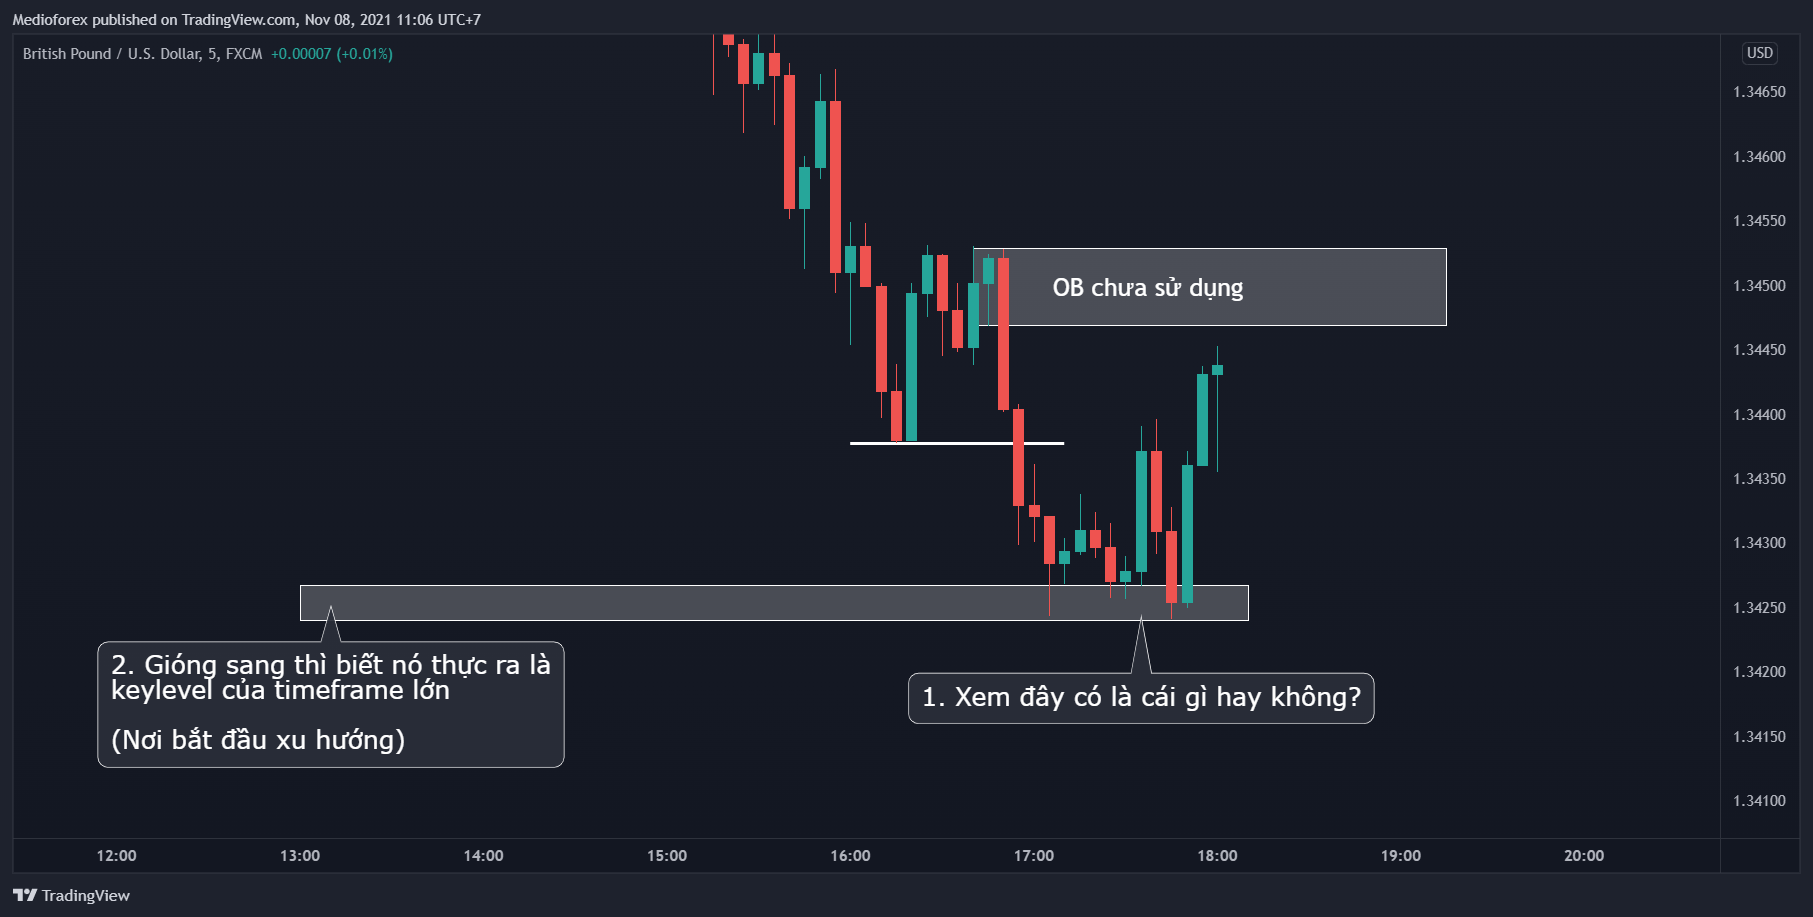 Medioforex published on TradingView.com, Nov 08, 2021 11:06 UTC+7
British Pound / U.S. Dollar, 5, FXCM +0.00007 (+0.01%)
USD
1.34650
1.34600
1.34550
1.34500
1.34450
1.34400
1.34350
1.34300
1.34250
1.34200
1.34150
1.34100
OB chưa sử dụng
2. Gióng sang thì biết nó thực ra là
keylevel của timeframe lớn
(Nơi bắt đầu xu hướng)
1. Xem đây có là cái gì hay không?
12:00 13:00 14:00 15:00 16:00 17:00 18:00 19:00 20:00
TradingView